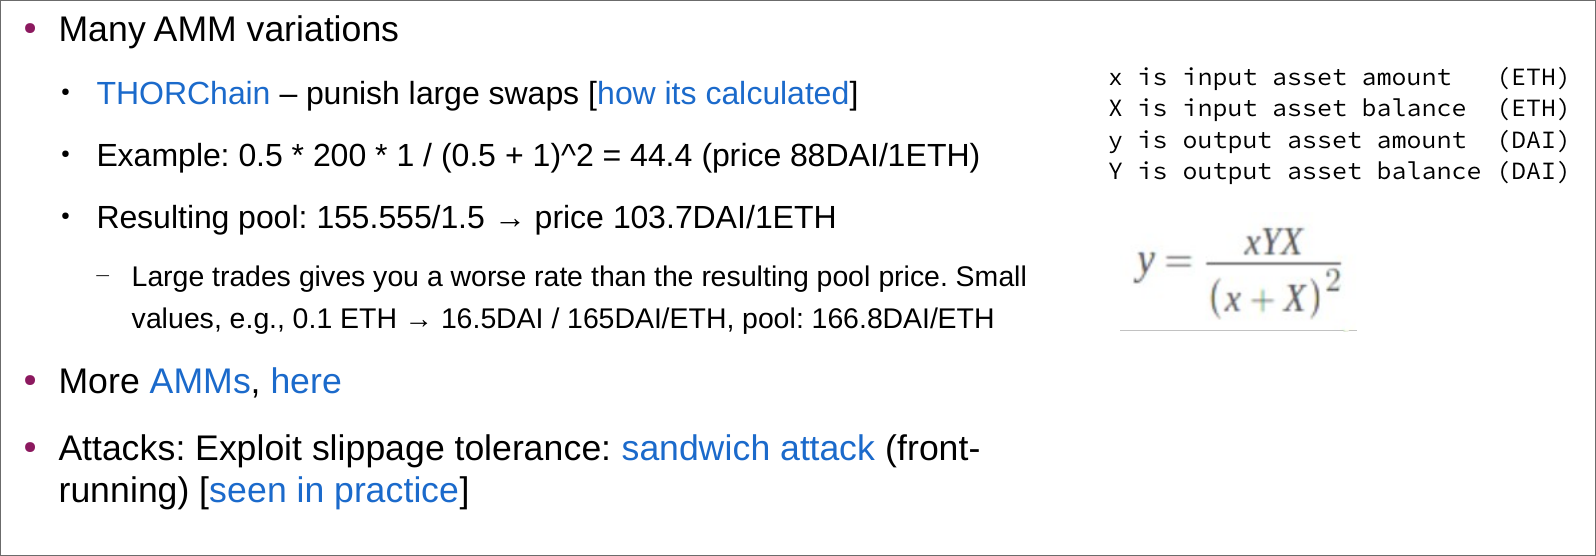 • Many AMM variations
• THORChain – punish large swaps [how its calculated]
• Example: 0.5 * 200 * 1 / (0.5 + 1)^2 = 44.4 (price 88DAI/1ETH)
• Resulting pool: 155.555/1.5 → price 103.7DAI/1ETH
– Large trades gives you a worse rate than the resulting pool price. Small
values, e.g., 0.1 ETH → 16.5DAI / 165DAI/ETH, pool: 166.8DAI/ETH
• More AMMs, here
• Attacks: Exploit slippage tolerance: sandwich attack (front-
running) [seen in practice]
x is input asset amount (ETH)
X is input asset balance (ETH)
y is output asset amount (DAI)
Y is output asset balance (DAI)
y = xYX / (x + X)^2